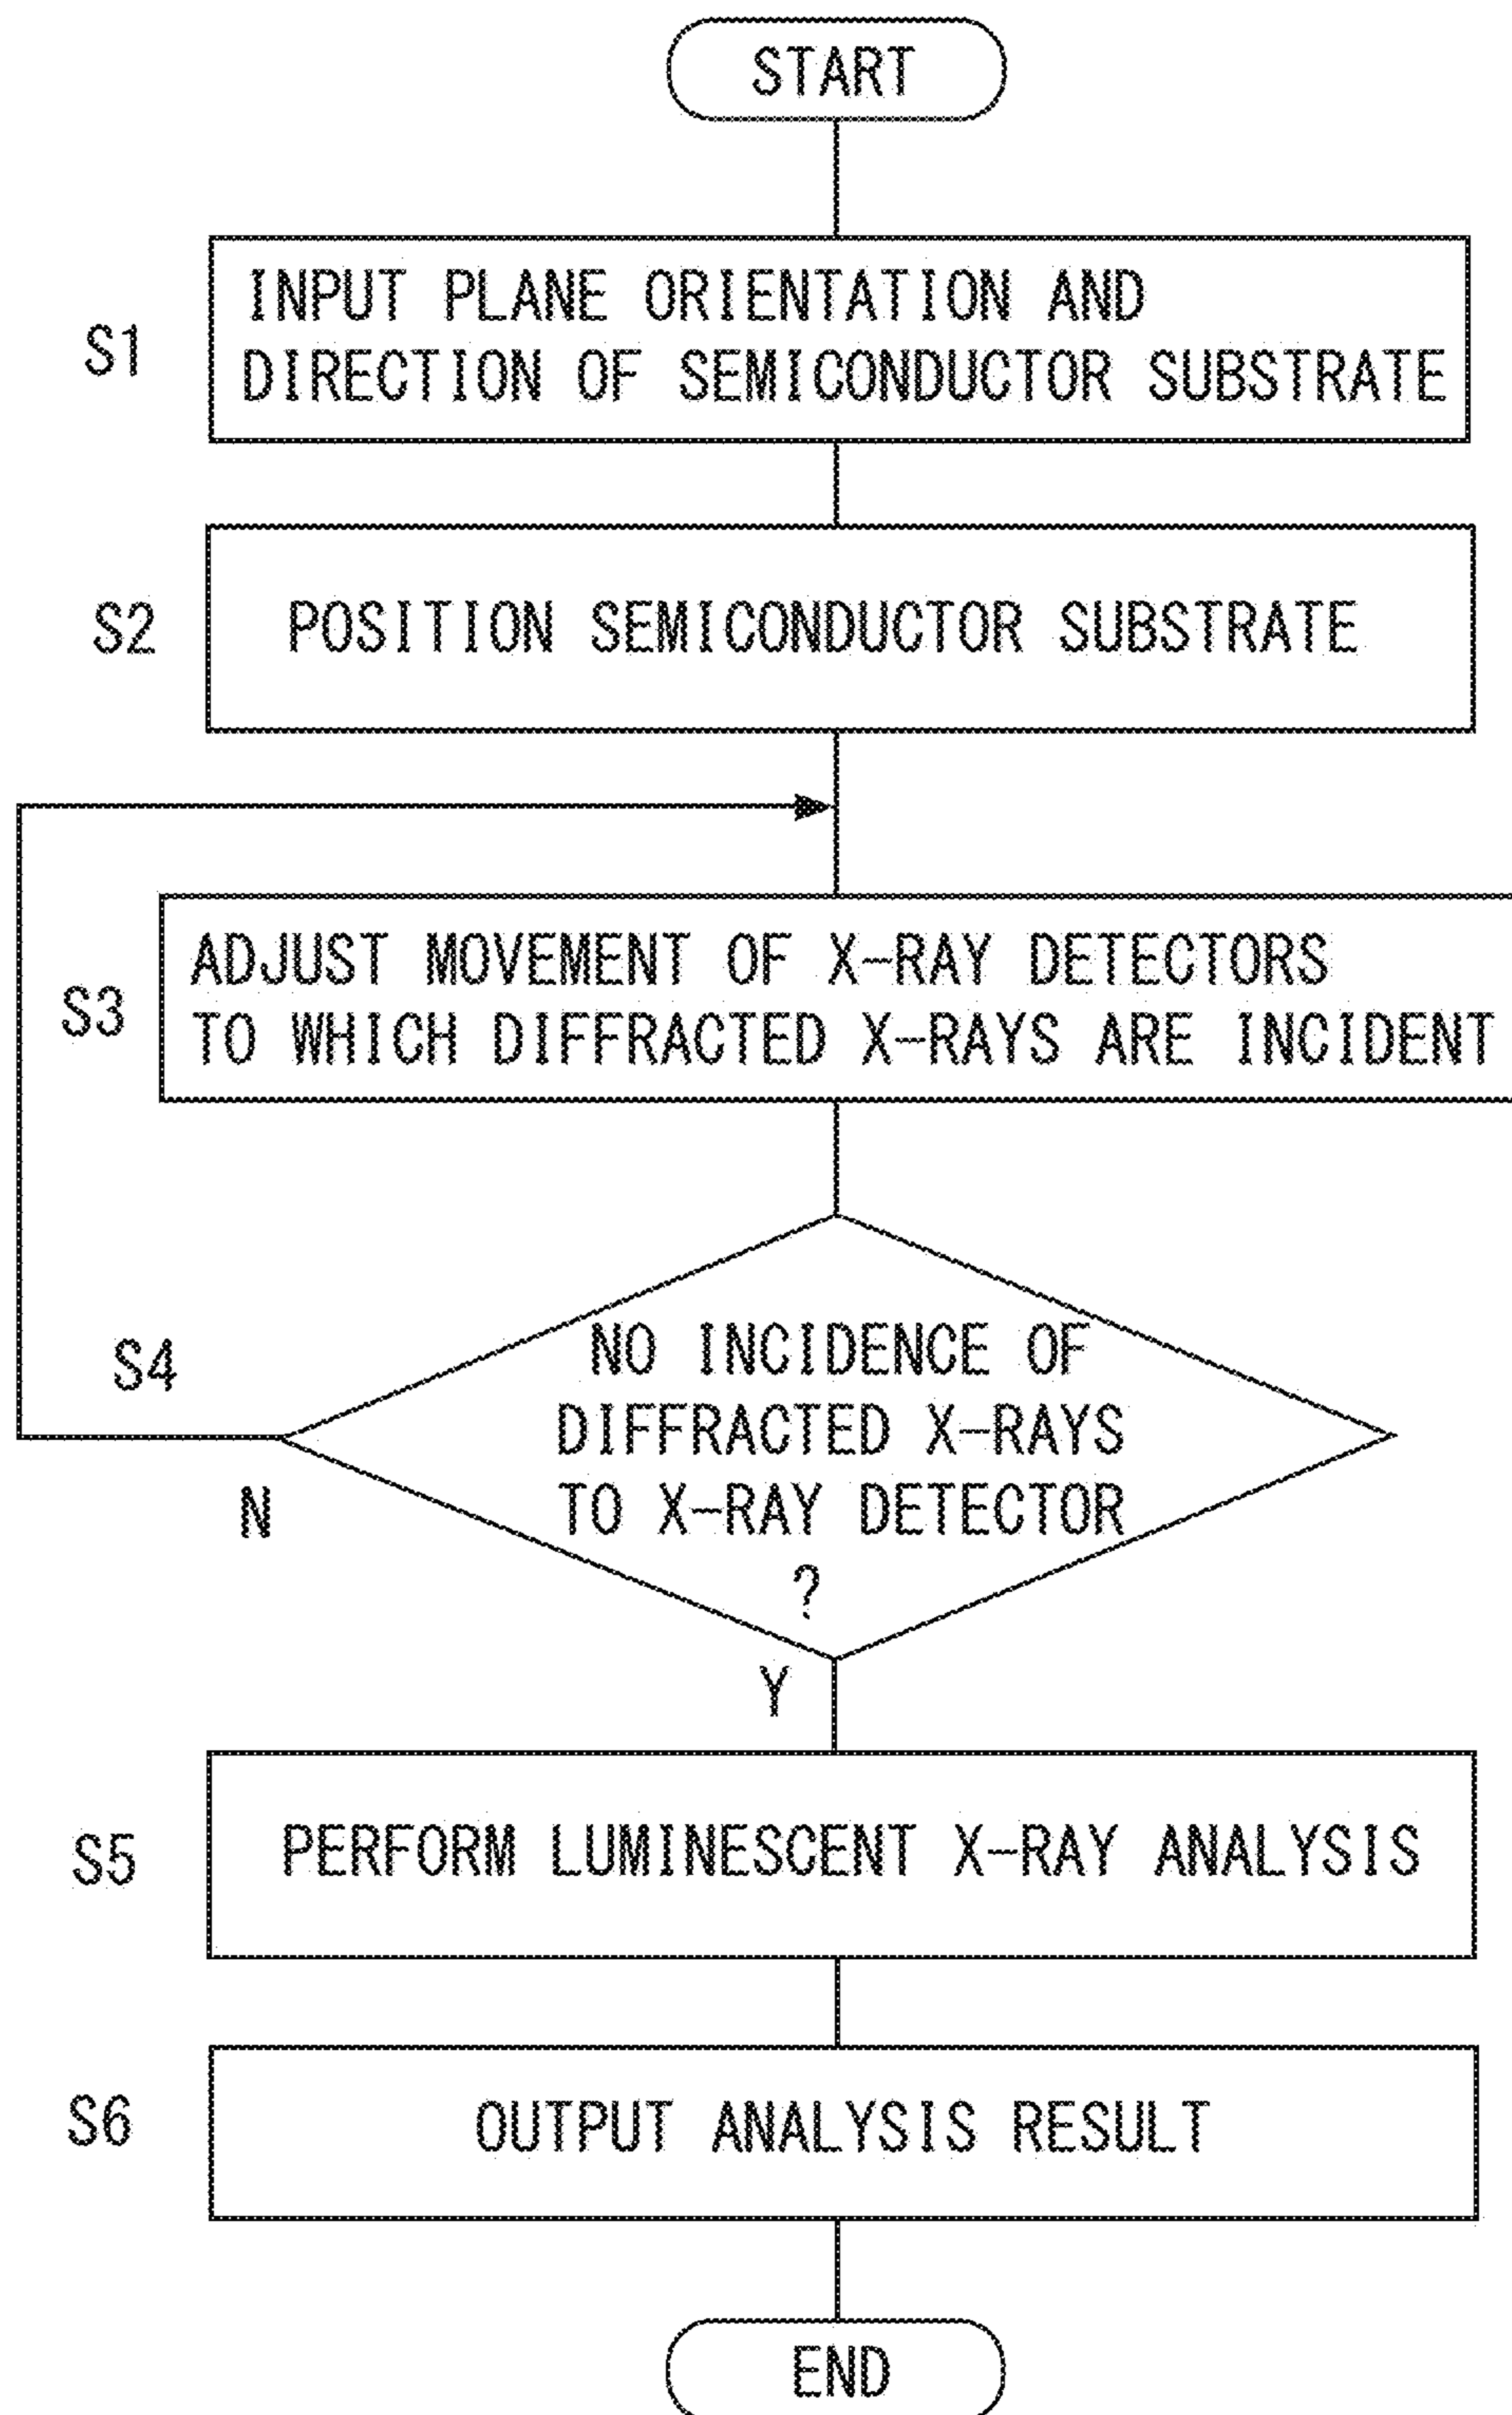 START
S1
INPUT PLANE ORIENTATION AND
DIRECTION OF SEMICONDUCTOR SUBSTRATE
S2
POSITION SEMICONDUCTOR SUBSTRATE
S3
ADJUST MOVEMENT OF X-RAY DETECTORS
TO WHICH DIFFRACTED X-RAYS ARE INCIDENT
S4
NO INCIDENCE OF
DIFFRACTED X-RAYS
TO X-RAY DETECTOR
?
N
Y
S5
PERFORM LUMINESCENT X-RAY ANALYSIS
S6
OUTPUT ANALYSIS RESULT
END